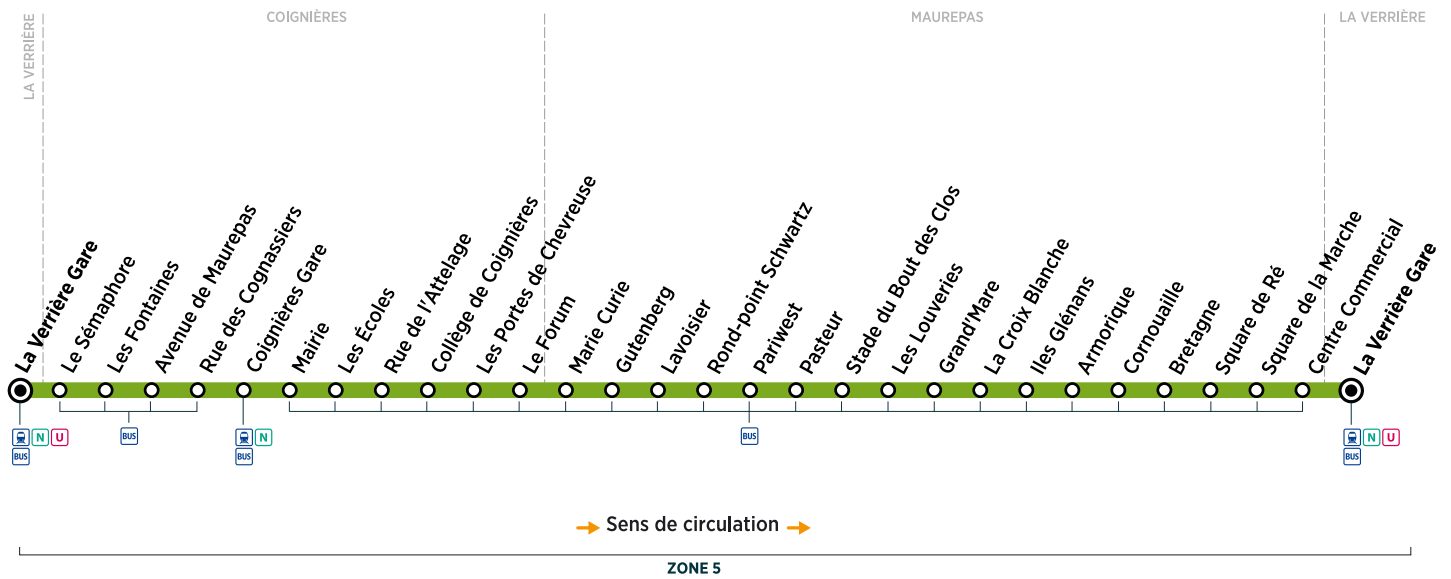 LA VERRIÈRE
COIGNIÈRES
MAUREPAS
LA VERRIÈRE
La Verrière Gare
Le Sémaphore
Les Fontaines
Avenue de Maurepas
Rue des Cognassiers
Coignières Gare
Mairie
Les Écoles
Rue de l'Attelage
Collège de Coignières
Les Portes de Chevreuse
Le Forum
Marie Curie
Gutenberg
Lavoisier
Rond-point Schwartz
Pariwest
Pasteur
Stade du Bout des Clos
Les Louveries
Grand'Mare
La Croix Blanche
Iles Glénans
Armorique
Cornouaille
Bretagne
Square de Ré
Square de la Marche
Centre Commercial
La Verrière Gare
N U
BUS
BUS
N
BUS
BUS
N U
BUS
Sens de circulation
ZONE 5